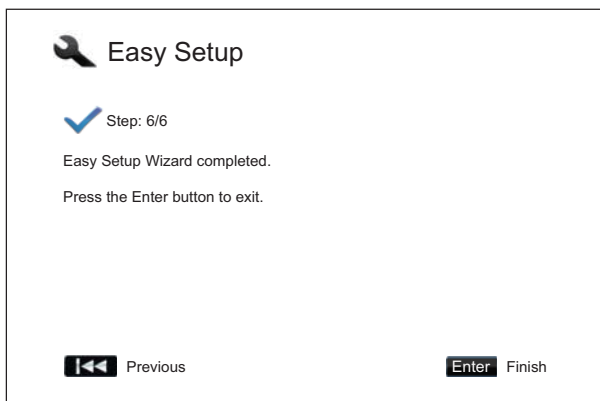 Easy Setup
Step: 6/6
Easy Setup Wizard completed.
Press the Enter button to exit.
Previous
Enter Finish